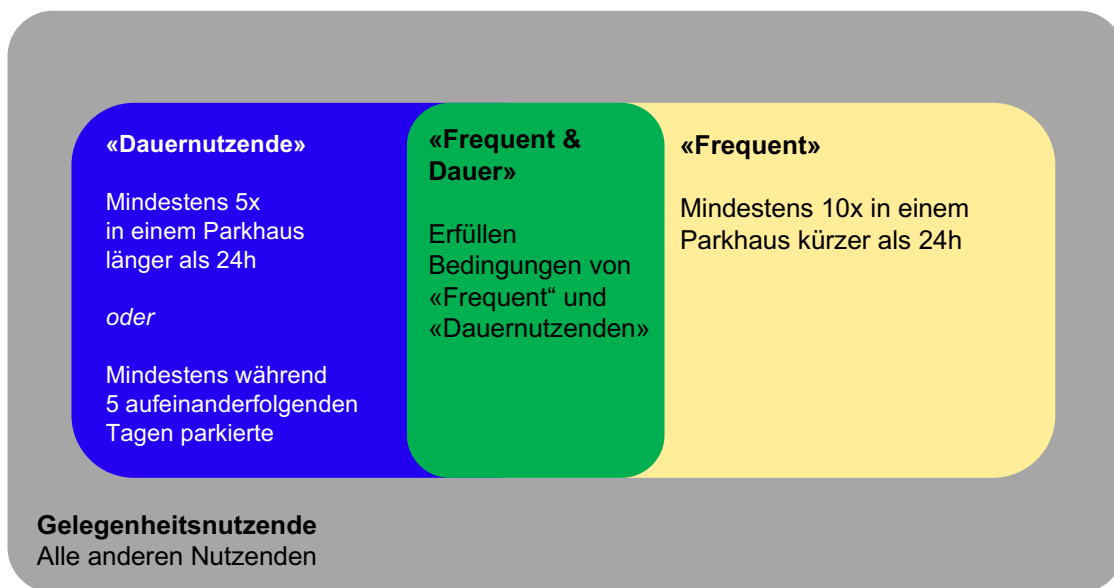 «Dauernutzende»
Mindestens 5x
in einem Parkhaus
länger als 24h
oder
Mindestens während
5 aufeinanderfolgenden
Tagen parkierte
«Frequent &
Dauer»
Erfüllen
Bedingungen von
«Frequent“ und
«Dauernutzenden»
«Frequent»
Mindestens 10x in einem
Parkhaus kürzer als 24h
Gelegenheitsnutzende
Alle anderen Nutzenden